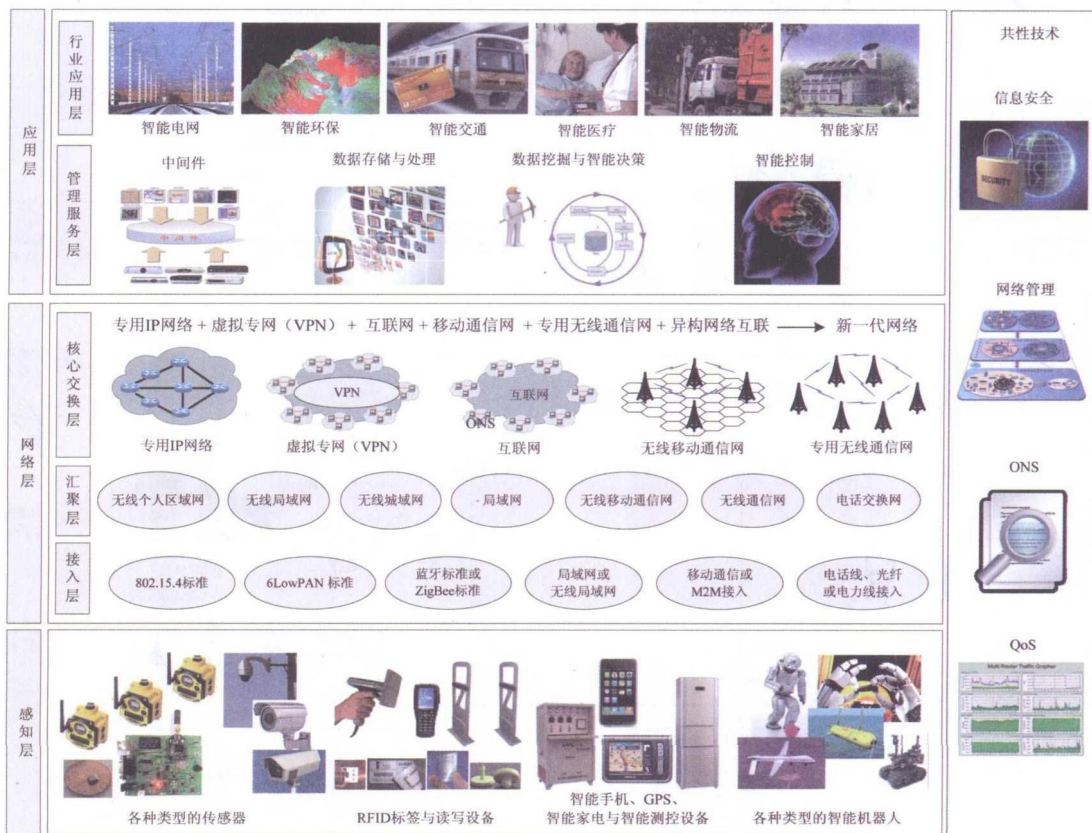 应用层
行业应用层
智能电网
智能环保
智能交通
智能医疗
智能物流
智能家居
管理服务层
中间件
数据存储与处理
数据挖掘与智能决策
智能控制
中间件
网络层
核心交换层
专用IP网络 + 虚拟专网（VPN）+ 互联网 + 移动通信网 + 专用无线通信网 + 异构网络互联 → 新一代网络
VPN
互联网
ONS
专用IP网络
虚拟专网（VPN）
互联网
无线移动通信网
专用无线通信网
汇聚层
无线个人区域网
无线局域网
无线城域网
局域网
无线移动通信网
无线通信网
电话交换网
接入层
802.15.4标准
6LowPAN 标准
蓝牙标准或
ZigBee标准
局域网或
无线局域网
移动通信或
M2M接入
电话线、光纤
或电力线接入
感知层
各种类型的传感器
RFID标签与读写设备
智能手机、GPS、
智能家电与智能测控设备
各种类型的智能机器人
共性技术
信息安全
SECURITY
网络管理
ONS
QoS
Multi Router Traffic Grapher